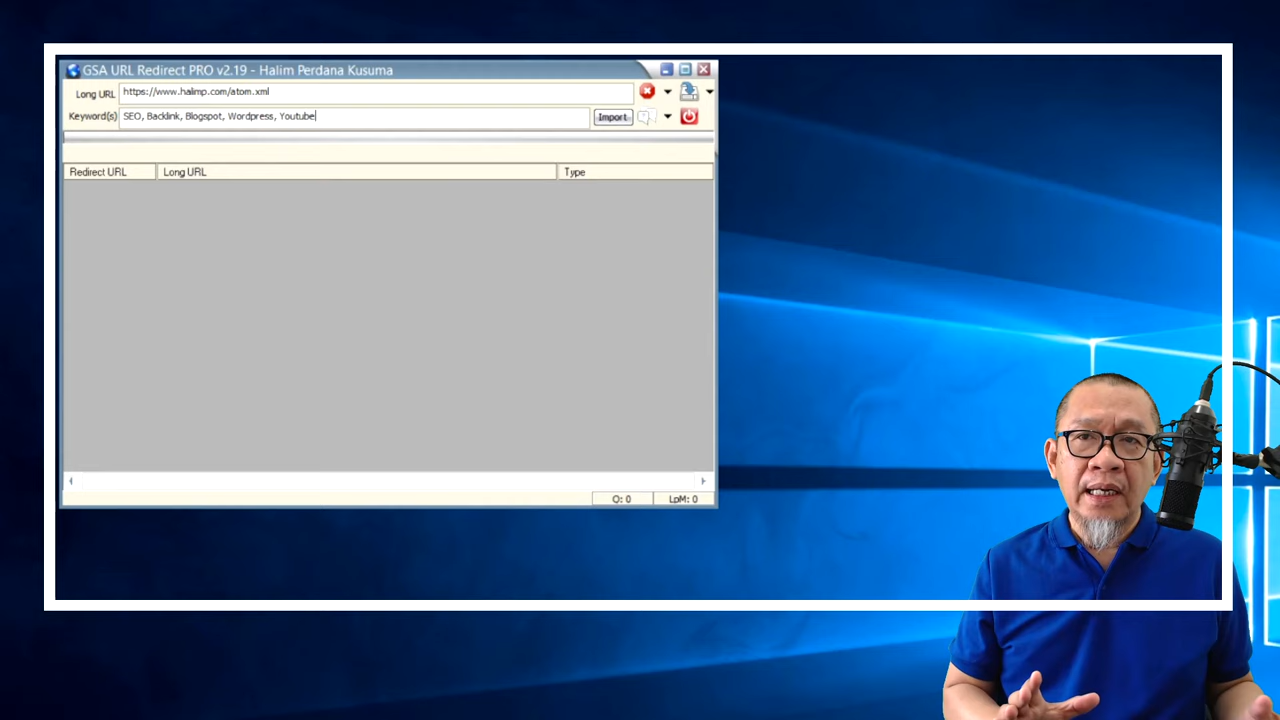 GSA URL Redirect PRO v2.19 - Halim Perdana Kusuma
Long URL https://www.halimp.com/atom.xml
Keyword(s) SEO, Backlink, Blogspot, Wordpress, Youtube Import
Redirect URL Long URL Type
Q: 0 LpM: 0